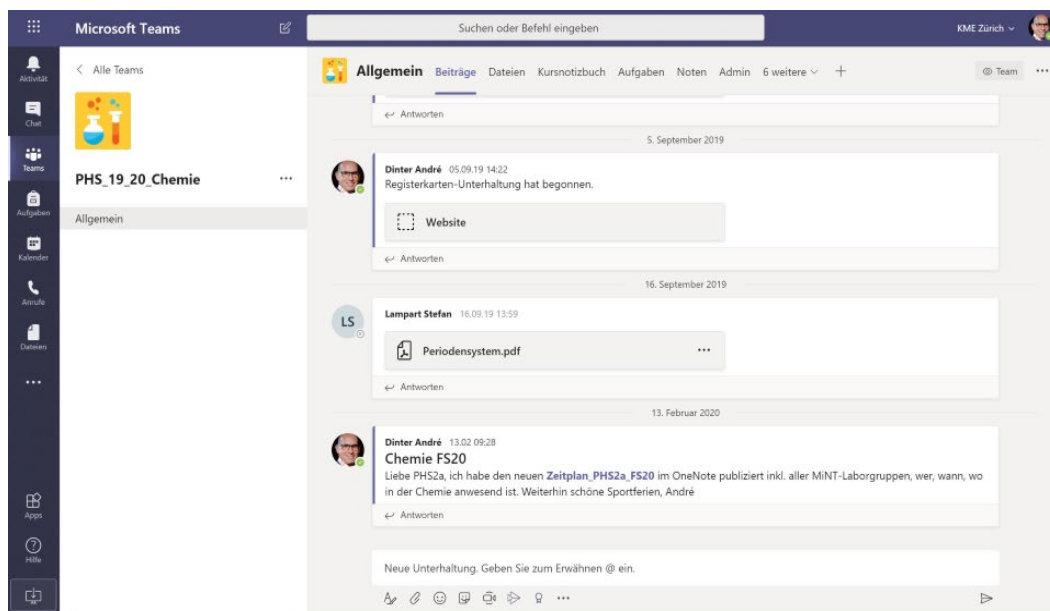 Microsoft Teams
Suchen oder Befehl eingeben
KME Zürich
Aktivität
Chat
Teams
Aufgaben
Kalender
Anrufe
Dateien
Apps
Hilfe
Alle Teams
PHS_19_20_Chemie
Allgemein
Allgemein Beiträge Dateien Kursnotizbuch Aufgaben Noten Admin 6 weitere
Team
Antworten
5. September 2019
Dinter André 05.09.19 14:22
Registerkarten-Unterhaltung hat begonnen.
Website
Antworten
16. September 2019
LS
Lampart Stefan 16.09.19 13:59
Periodensystem.pdf
Antworten
13. Februar 2020
Dinter André 13.02 09:28
Chemie FS20
Liebe PHS2a, ich habe den neuen Zeitplan_PHS2a_FS20 im OneNote publiziert inkl. aller MiNT-Laborgruppen, wer, wann, wo
in der Chemie anwesend ist. Weiterhin schöne Sportferien, André
Antworten
Neue Unterhaltung. Geben Sie zum Erwähnen @ ein.